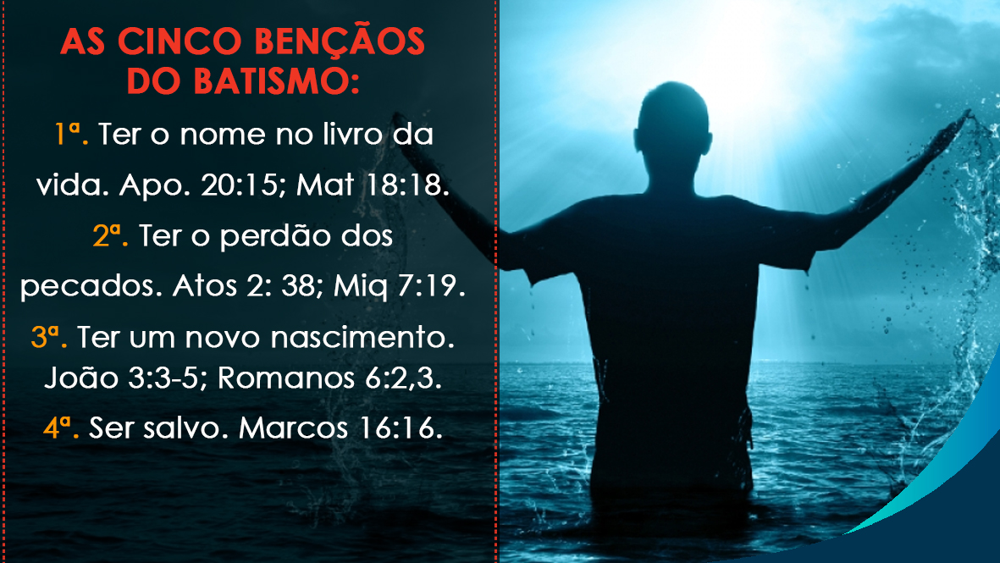 AS CINCO BENÇÃOS
DO BATISMO:
1ª. Ter o nome no livro da
vida. Apo. 20:15; Mat 18:18.
2ª. Ter o perdão dos
pecados. Atos 2: 38; Miq 7:19.
3ª. Ter um novo nascimento.
João 3:3-5; Romanos 6:2,3.
4ª. Ser salvo. Marcos 16:16.